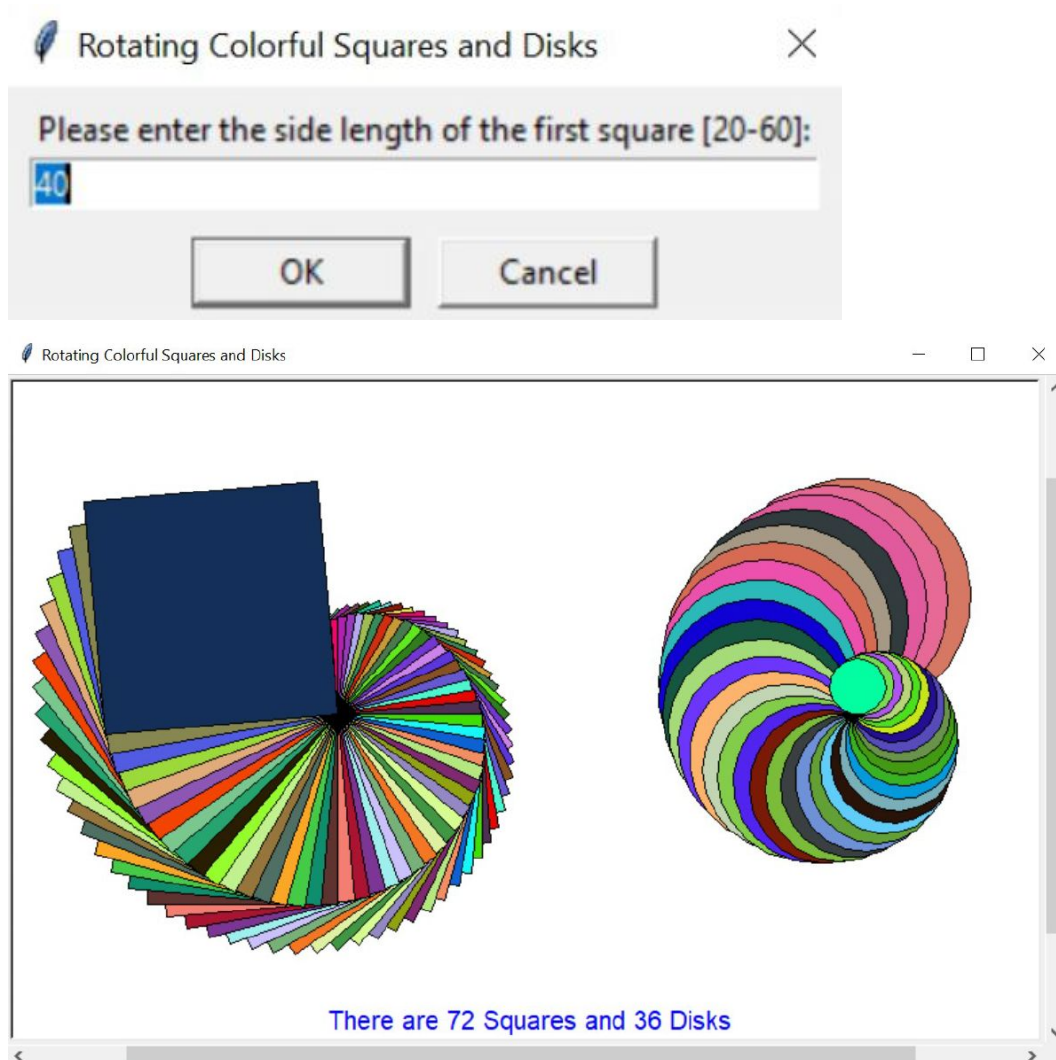 Rotating Colorful Squares and Disks
Please enter the side length of the first square [20-60]:
40
OK
Cancel
Rotating Colorful Squares and Disks
There are 72 Squares and 36 Disks